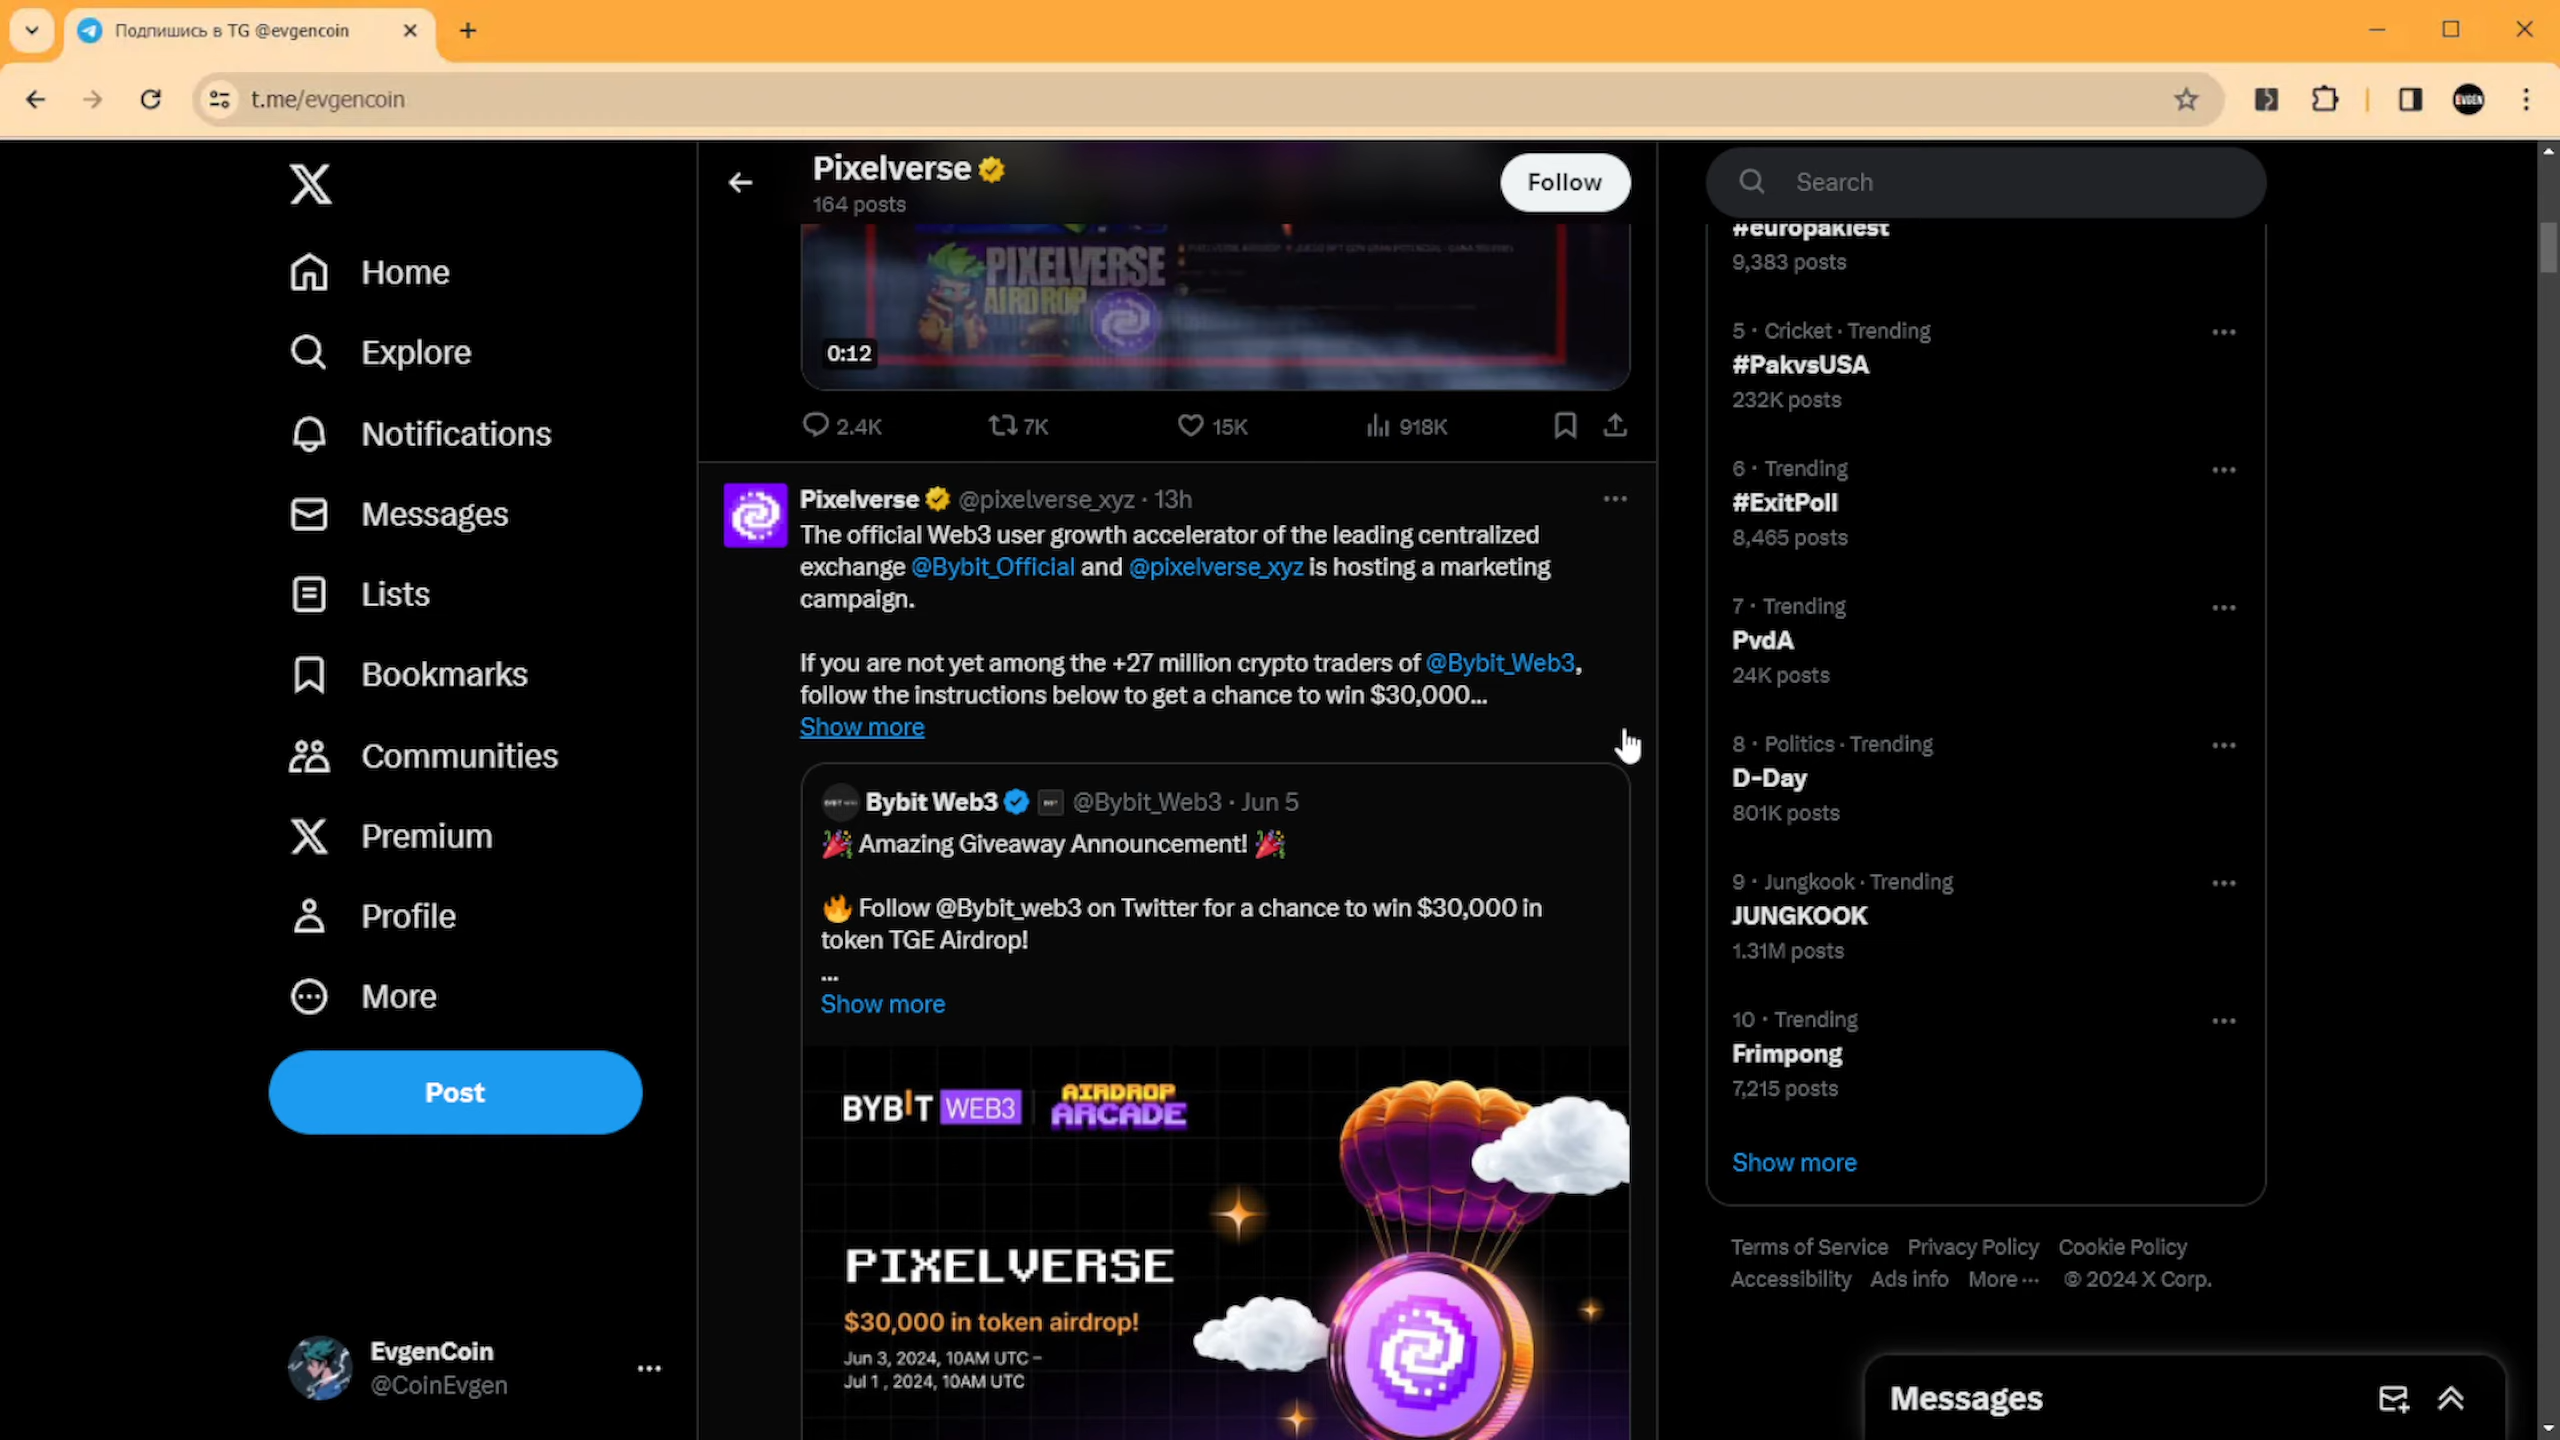 Подпишись в TG @evgencoin
t.me/evgencoin
EVGEN
Home
Explore
Notifications
Messages
Lists
Bookmarks
Communities
Premium
Profile
More
Post
EvgenCoin
@CoinEvgen
Pixelverse
164 posts
Follow
PIXELVERSE
AIRDROP
0:12
2.4K 7K 15K 918K
Pixelverse @pixelverse_xyz · 13h
The official Web3 user growth accelerator of the leading centralized
exchange @Bybit_Official and @pixelverse_xyz is hosting a marketing
campaign.
If you are not yet among the +27 million crypto traders of @Bybit_Web3,
follow the instructions below to get a chance to win $30,000...
Show more
Bybit Web3 @Bybit_Web3 · Jun 5
🎉 Amazing Giveaway Announcement! 🎉
🔥 Follow @Bybit_web3 on Twitter for a chance to win $30,000 in
token TGE Airdrop!
...
Show more
BYBIT WEB3 AIRDROP
ARCADE
PIXELVERSE
$30,000 in token airdrop!
Jun 3, 2024, 10AM UTC –
Jul 1 , 2024, 10AM UTC
Search
#europakiest
9,383 posts
5 · Cricket · Trending
#PakvsUSA
232K posts
6 · Trending
#ExitPoll
8,465 posts
7 · Trending
PvdA
24K posts
8 · Politics · Trending
D-Day
801K posts
9 · Jungkook · Trending
JUNGKOOK
1.31M posts
10 · Trending
Frimpong
7,215 posts
Show more
Terms of Service Privacy Policy Cookie Policy
Accessibility Ads info More ··· © 2024 X Corp.
Messages